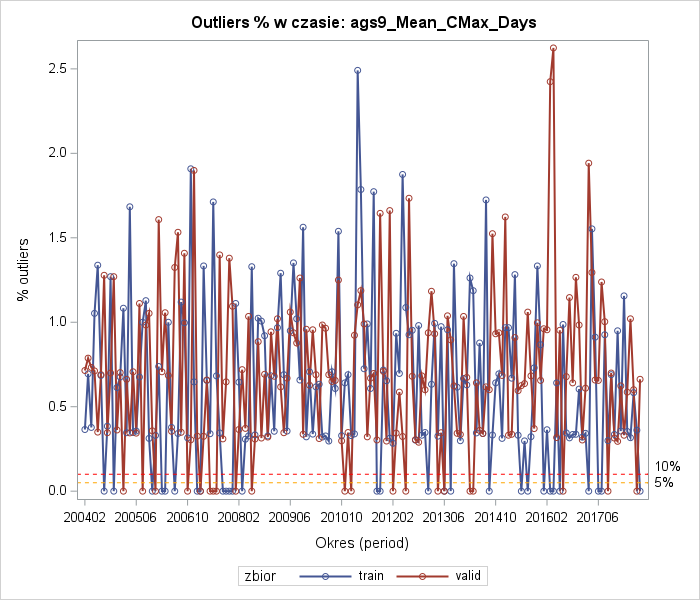 Outliers % w czasie: ags9_Mean_CMax_Days
% outliers
2.5
2.0
1.5
1.0
0.5
0.0
10%
5%
200402 200506 200610 200802 200906 201010 201202 201306 201410 201602 201706
Okres (period)
zbior train valid